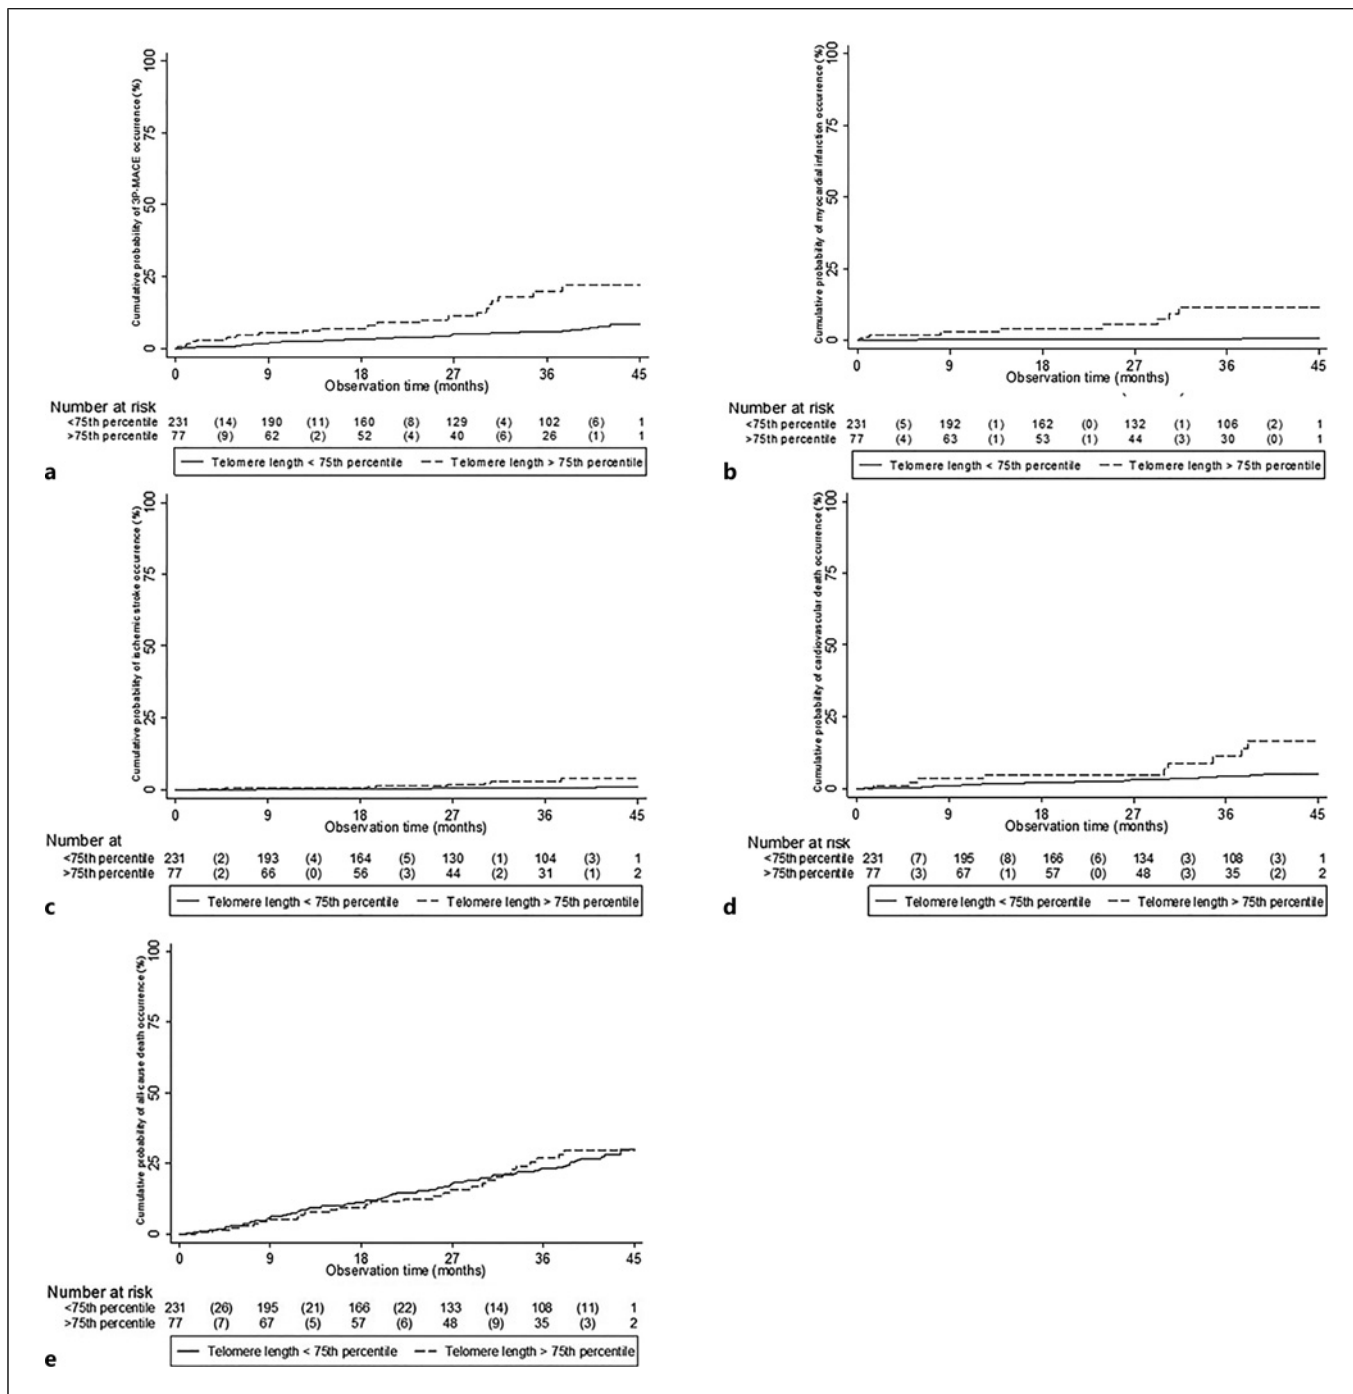 Cumulative probability of 3P-MACE occurrence (%)
100
75
50
25
0
0 9 18 27 36 45
Observation time (months)
Number at risk
<75th percentile 231 (14) 190 (11) 160 (8) 129 (4) 102 (6) 1
>75th percentile 77 (9) 62 (2) 52 (4) 40 (6) 26 (1) 1
Telomere length < 75th percentile Telomere length > 75th percentile
a
Cumulative probability of myocardial infarction occurrence (%)
100
75
50
25
0
0 9 18 27 36 45
Observation time (months)
Number at risk
<75th percentile 231 (5) 192 (1) 162 (0) 132 (1) 106 (2) 1
>75th percentile 77 (4) 63 (1) 53 (1) 44 (3) 30 (0) 1
Telomere length < 75th percentile Telomere length > 75th percentile
b
Cumulative probability of ischemic stroke occurrence (%)
100
75
50
25
0
0 9 18 27 36 45
Observation time (months)
Number at
<75th percentile 231 (2) 193 (4) 164 (5) 130 (1) 104 (3) 1
>75th percentile 77 (2) 66 (0) 56 (3) 44 (2) 31 (1) 2
Telomere length < 75th percentile Telomere length > 75th percentile
c
Cumulative probability of cardiovascular death occurrence (%)
100
75
50
25
0
0 9 18 27 36 45
Observation time (months)
Number at risk
<75th percentile 231 (7) 195 (8) 166 (6) 134 (3) 108 (3) 1
>75th percentile 77 (3) 67 (1) 57 (0) 48 (3) 35 (2) 2
Telomere length < 75th percentile Telomere length > 75th percentile
d
Cumulative probability of all-cause death occurrence (%)
100
75
50
25
0
0 9 18 27 36 45
Observation time (months)
Number at risk
<75th percentile 231 (26) 195 (21) 166 (22) 133 (14) 108 (11) 1
>75th percentile 77 (7) 67 (5) 57 (6) 48 (9) 35 (3) 2
Telomere length < 75th percentile Telomere length > 75th percentile
e